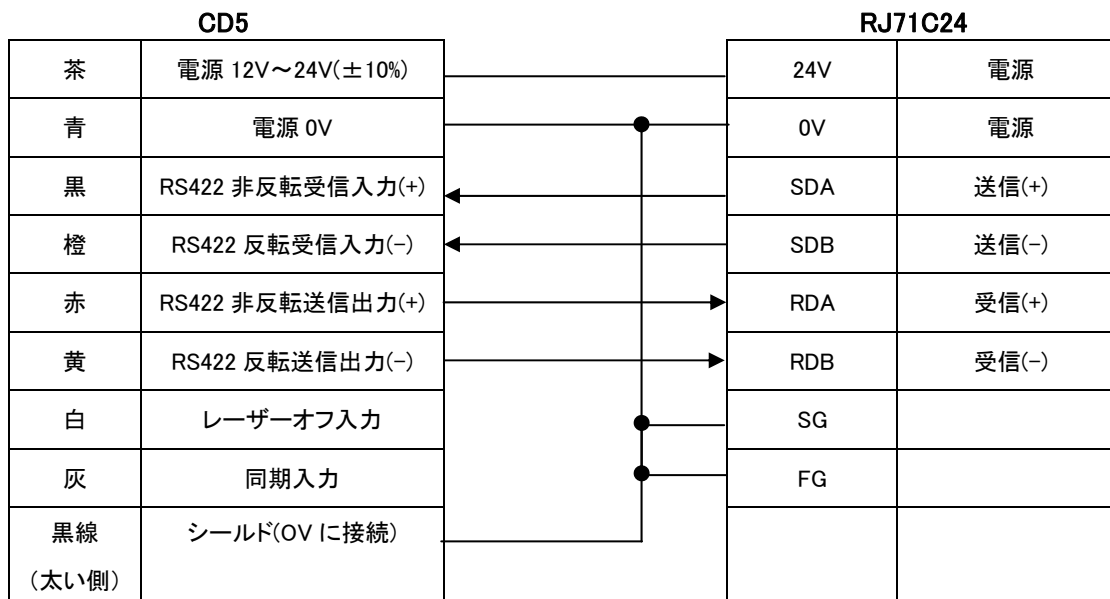 CD5 RJ71C24
茶 電源 12V～24V(±10%) 24V 電源
青 電源 0V 0V 電源
黒 RS422 非反転受信入力(+) SDA 送信(+)
橙 RS422 反転受信入力(-) SDB 送信(-)
赤 RS422 非反転送信出力(+) RDA 受信(+)
黄 RS422 反転送信出力(-) RDB 受信(-)
白 レーザーオフ入力 SG
灰 同期入力 FG
黒線 シールド(0V に接続)
(太い側)